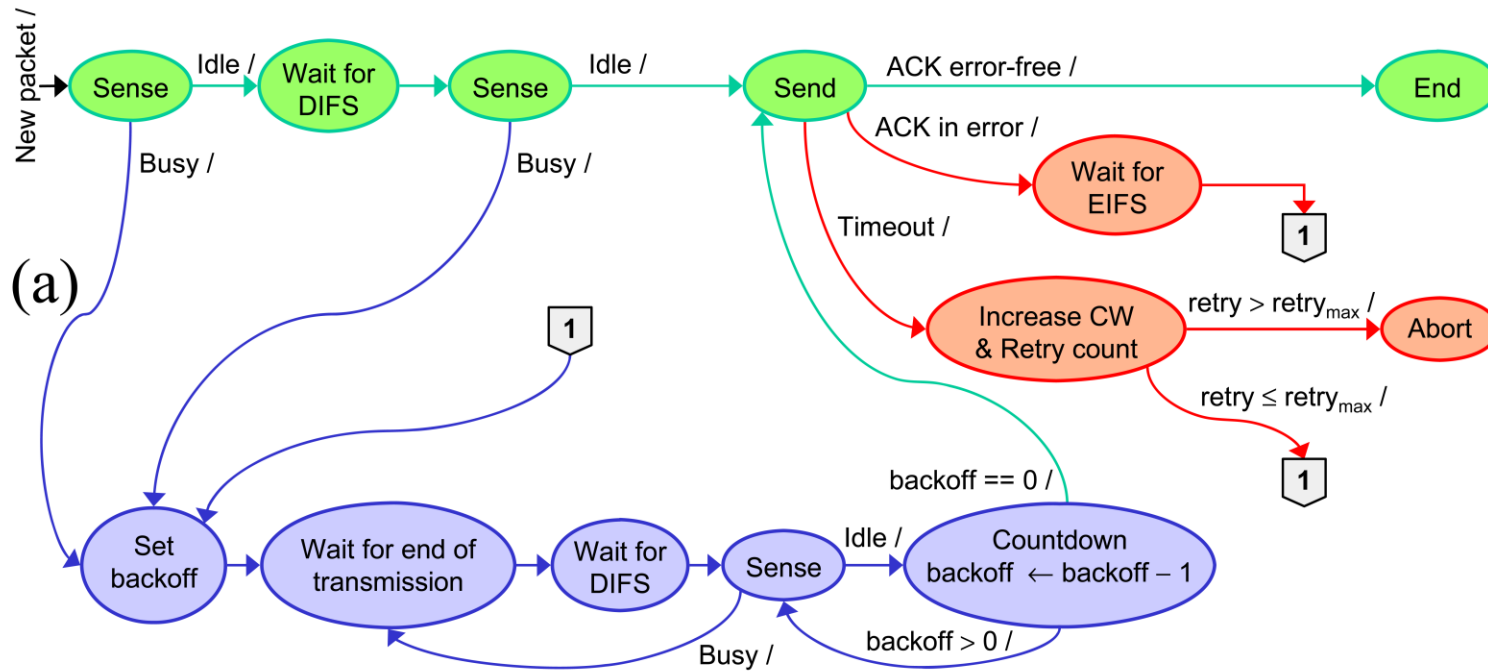 New packet /
Sense
Idle /
Wait for
DIFS
Sense
Idle /
Send
ACK error-free /
End
Busy /
Busy /
ACK in error /
Wait for
EIFS
1
Timeout /
(a)
1
Increase CW
& Retry count
retry > retrymax /
Abort
retry ≤ retrymax /
1
backoff == 0 /
Set
backoff
Wait for end of
transmission
Wait for
DIFS
Sense
Idle /
Countdown
backoff ← backoff − 1
Busy /
backoff > 0 /